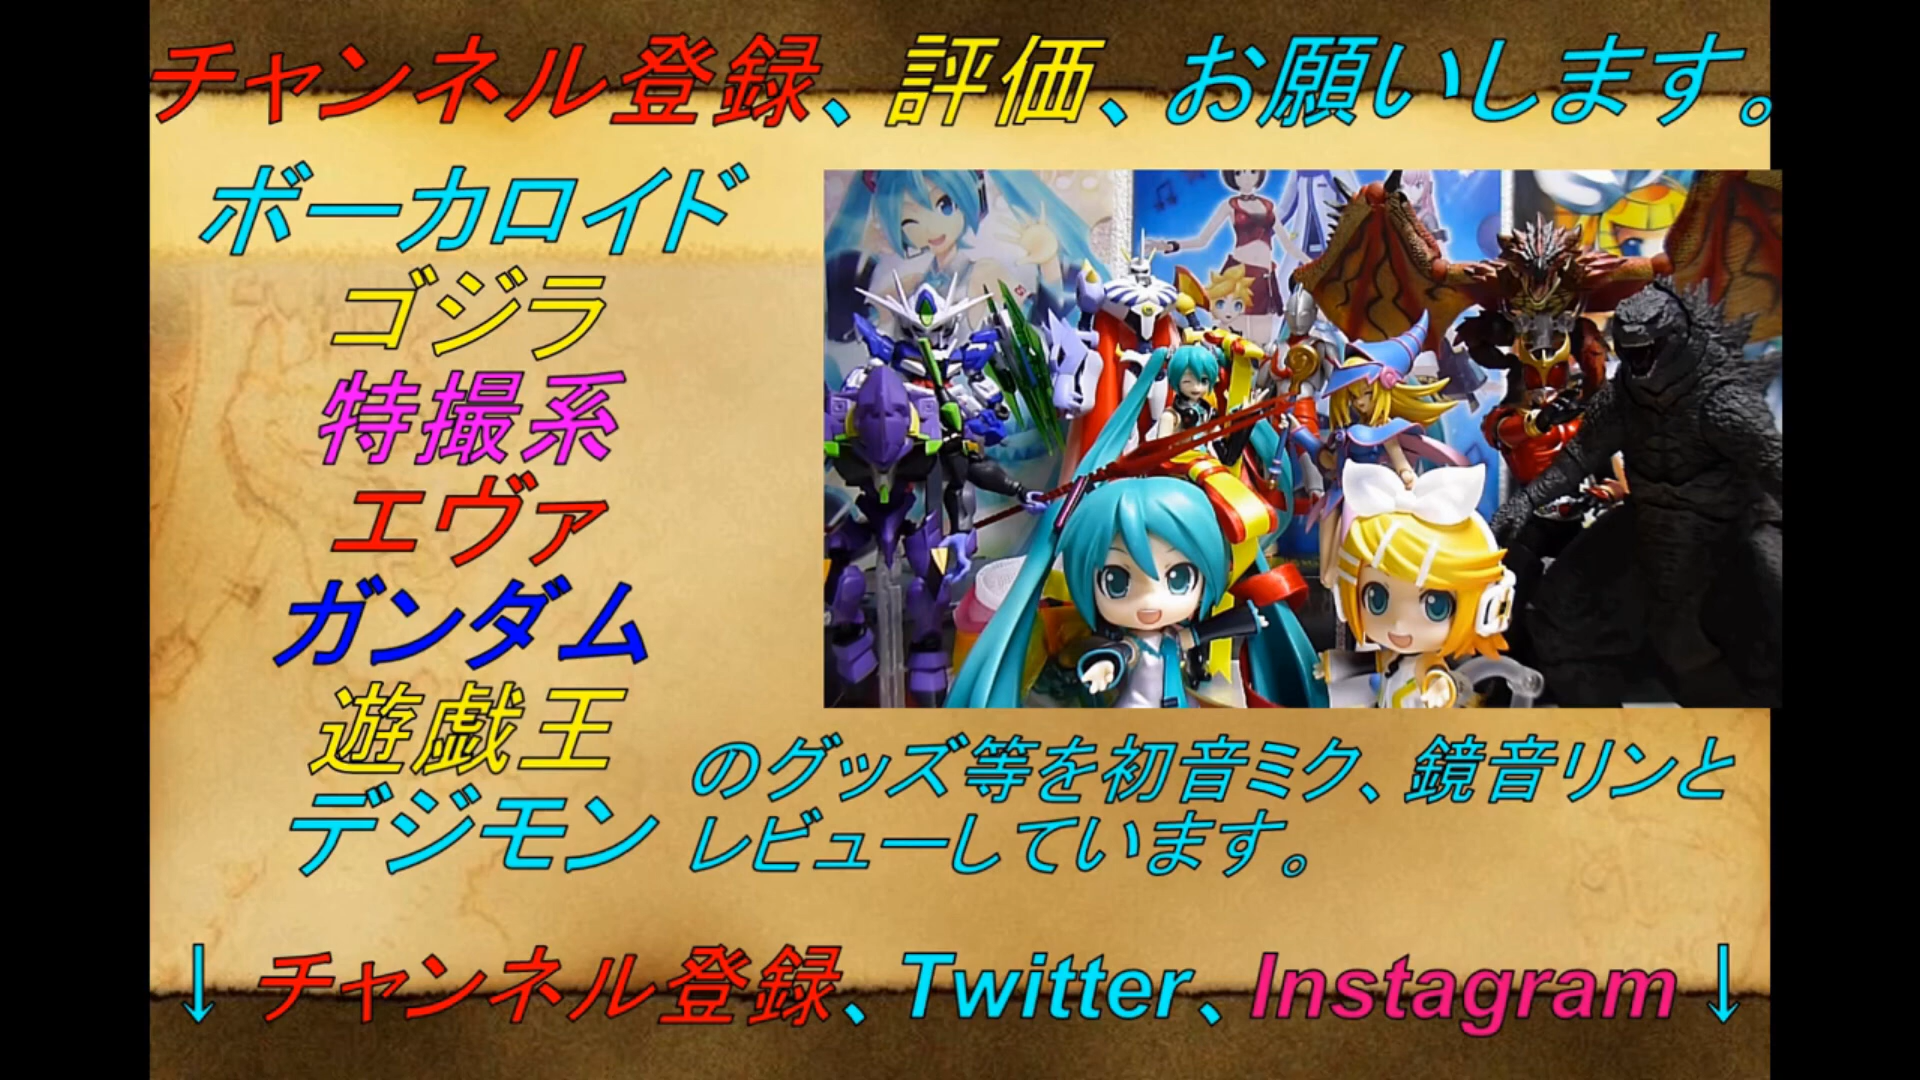 チャンネル登録、評価、お願いします。
ボーカロイド
ゴジラ
特撮系
エヴァ
ガンダム
遊戯王
デジモン
のグッズ等を初音ミク、鏡音リンと
レビューしています。
↓チャンネル登録、Twitter、Instagram↓